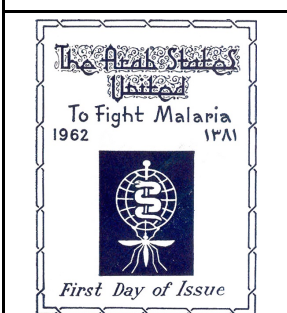 The Arab States
United
To Fight Malaria
1962 ١٣٨١
First Day of Issue